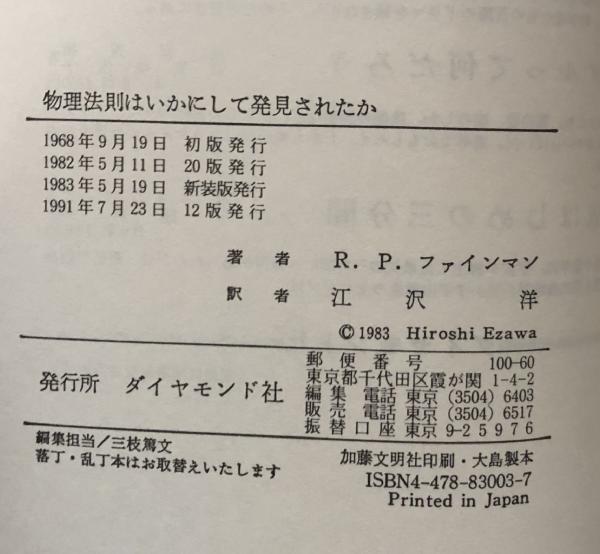 物理法則はいかにして発見されたか
1968年9月19日 初版発行
1982年5月11日 20版発行
1983年5月19日 新装版発行
1991年7月23日 12版発行
著者 R. P. ファインマン
訳者 江沢 洋
© 1983 Hiroshi Ezawa
発行所 ダイヤモンド社
郵便番号 100-60
東京都千代田区霞が関 1-4-2
編集 電話 東京 (3504) 6403
販売 電話 東京 (3504) 6517
振替口座 東京 9-25976
編集担当/三枝篤文
落丁・乱丁本はお取替えいたします
加藤文明社印刷・大島製本
ISBN4-478-83003-7
Printed in Japan